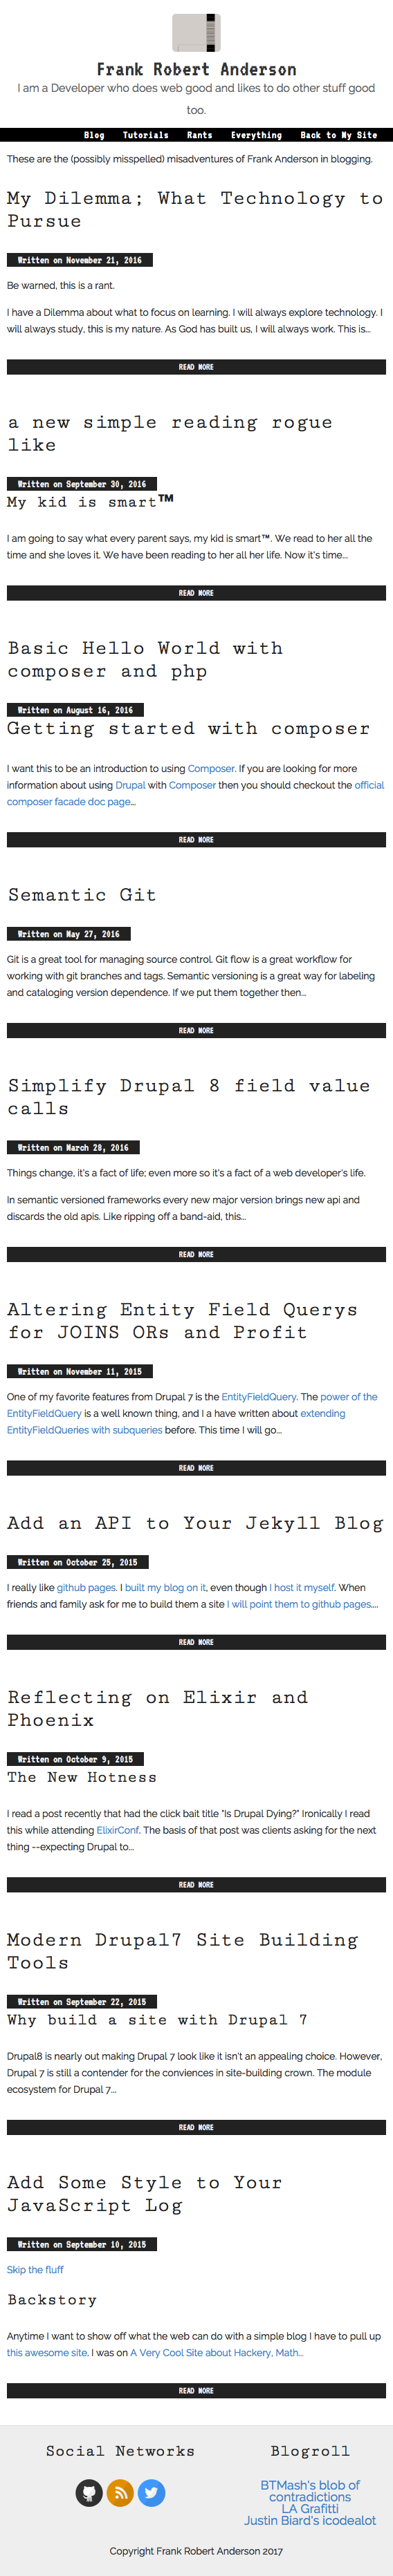 Frank Robert Anderson
I am a Developer who does web good and likes to do other stuff good
too.
Blog Tutorials Rants Everything Back to My Site
These are the (possibly misspelled) misadventures of Frank Anderson in blogging.
My Dilemma; What Technology to
Pursue
Written on November 21, 2016
Be warned, this is a rant.
I have a Dilemma about what to focus on learning. I will always explore technology. I
will always study, this is my nature. As God has built us, I will always work. This is...
READ MORE
a new simple reading rogue
like
Written on September 30, 2016
My kid is smart™
I am going to say what every parent says, my kid is smart™. We read to her all the
time and she loves it. We have been reading to her all her life. Now it's time...
READ MORE
Basic Hello World with
composer and php
Written on August 16, 2016
Getting started with composer
I want this to be an introduction to using Composer. If you are looking for more
information about using Drupal with Composer then you should checkout the official
composer facade doc page...
READ MORE
Semantic Git
Written on May 27, 2016
Git is a great tool for managing source control. Git flow is a great workflow for
working with git branches and tags. Semantic versioning is a great way for labeling
and cataloging version dependence. If we put them together then...
READ MORE
Simplify Drupal 8 field value
calls
Written on March 28, 2016
Things change, it's a fact of life; even more so it's a fact of a web developer's life.
In semantic versioned frameworks every new major version brings new api and
discards the old apis. Like ripping off a band-aid, this...
READ MORE
Altering Entity Field Querys
for JOINS ORs and Profit
Written on November 11, 2015
One of my favorite features from Drupal 7 is the EntityFieldQuery. The power of the
EntityFieldQuery is a well known thing, and I a have written about extending
EntityFieldQueries with subqueries before. This time I will go...
READ MORE
Add an API to Your Jekyll Blog
Written on October 25, 2015
I really like github pages. I built my blog on it, even though I host it myself. When
friends and family ask for me to build them a site I will point them to github pages....
READ MORE
Reflecting on Elixir and
Phoenix
Written on October 9, 2015
The New Hotness
I read a post recently that had the click bait title "Is Drupal Dying?" Ironically I read
this while attending ElixirConf. The basis of that post was clients asking for the next
thing --expecting Drupal to...
READ MORE
Modern Drupal7 Site Building
Tools
Written on September 22, 2015
Why build a site with Drupal 7
Drupal8 is nearly out making Drupal 7 look like it isn't an appealing choice. However,
Drupal 7 is still a contender for the conviences in site-building crown. The module
ecosystem for Drupal 7...
READ MORE
Add Some Style to Your
JavaScript Log
Written on September 10, 2015
Skip the fluff
Backstory
Anytime I want to show off what the web can do with a simple blog I have to pull up
this awesome site. I was on A Very Cool Site about Hackery, Math...
READ MORE
Social Networks
Blogroll
BTMash's blob of
contradictions
LA Grafitti
Justin Biard's icodealot
Copyright Frank Robert Anderson 2017